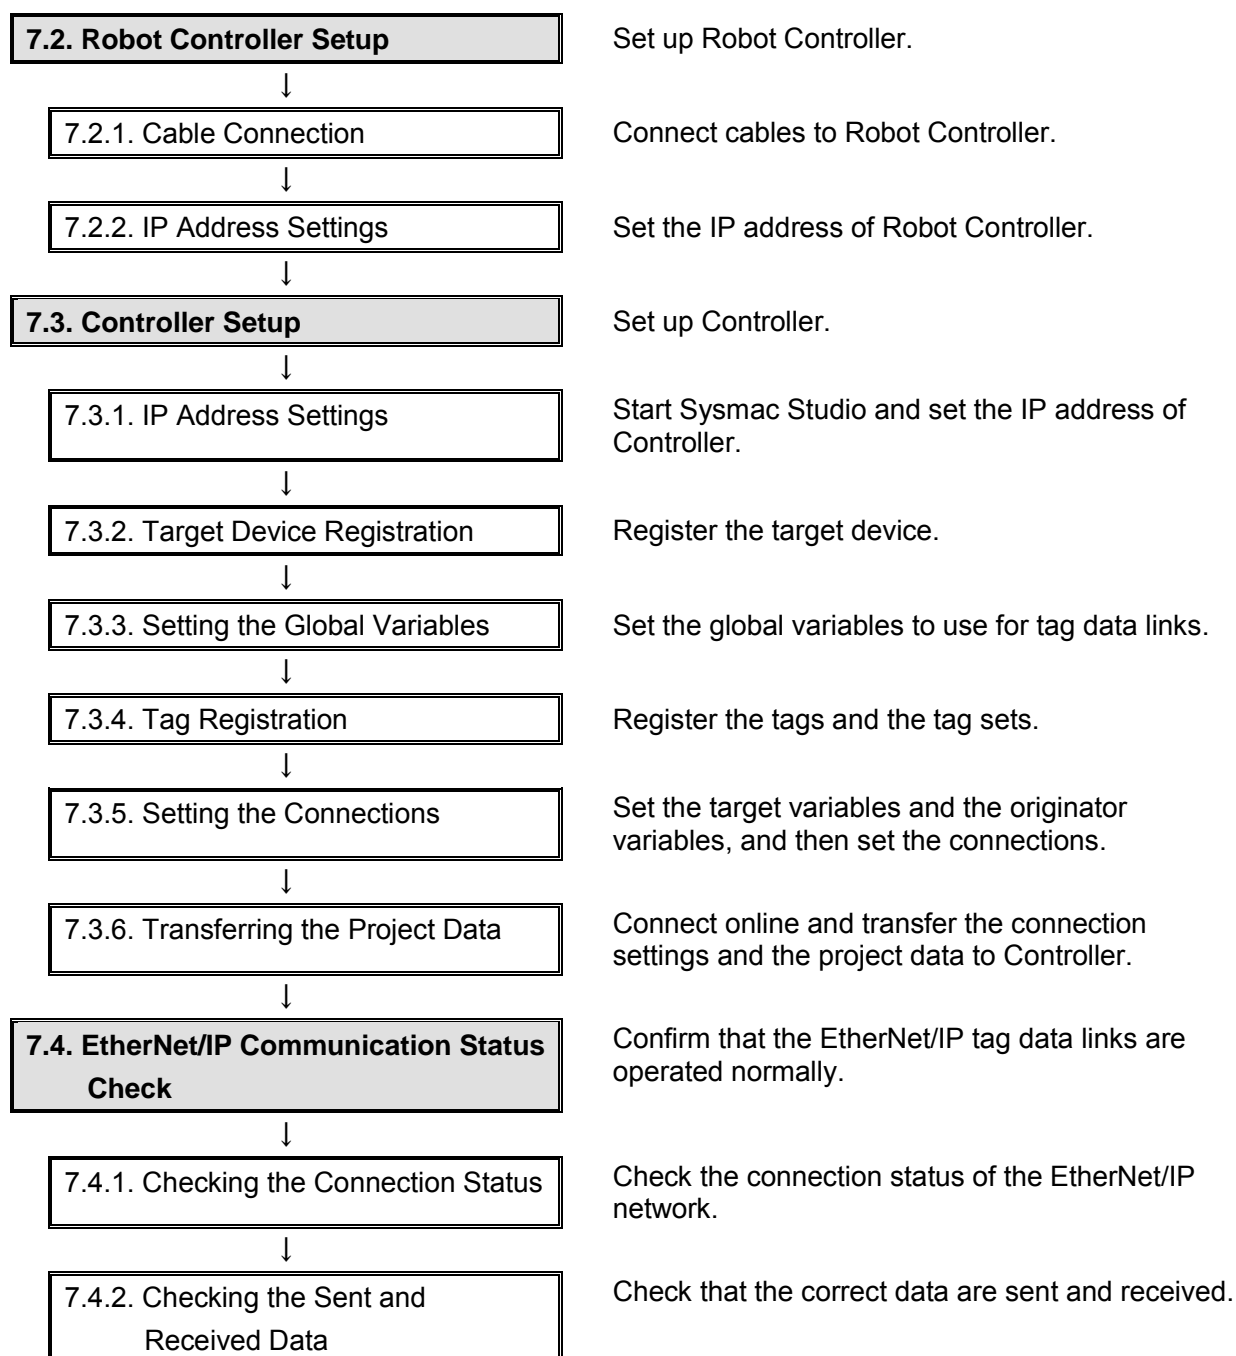 7.2. Robot Controller Setup
Set up Robot Controller.
↓
7.2.1. Cable Connection
Connect cables to Robot Controller.
↓
7.2.2. IP Address Settings
Set the IP address of Robot Controller.
↓
7.3. Controller Setup
Set up Controller.
↓
7.3.1. IP Address Settings
Start Sysmac Studio and set the IP address of
Controller.
↓
7.3.2. Target Device Registration
Register the target device.
↓
7.3.3. Setting the Global Variables
Set the global variables to use for tag data links.
↓
7.3.4. Tag Registration
Register the tags and the tag sets.
↓
7.3.5. Setting the Connections
Set the target variables and the originator
variables, and then set the connections.
↓
7.3.6. Transferring the Project Data
Connect online and transfer the connection
settings and the project data to Controller.
↓
7.4. EtherNet/IP Communication Status
Check
Confirm that the EtherNet/IP tag data links are
operated normally.
↓
7.4.1. Checking the Connection Status
Check the connection status of the EtherNet/IP
network.
↓
7.4.2. Checking the Sent and
Received Data
Check that the correct data are sent and received.